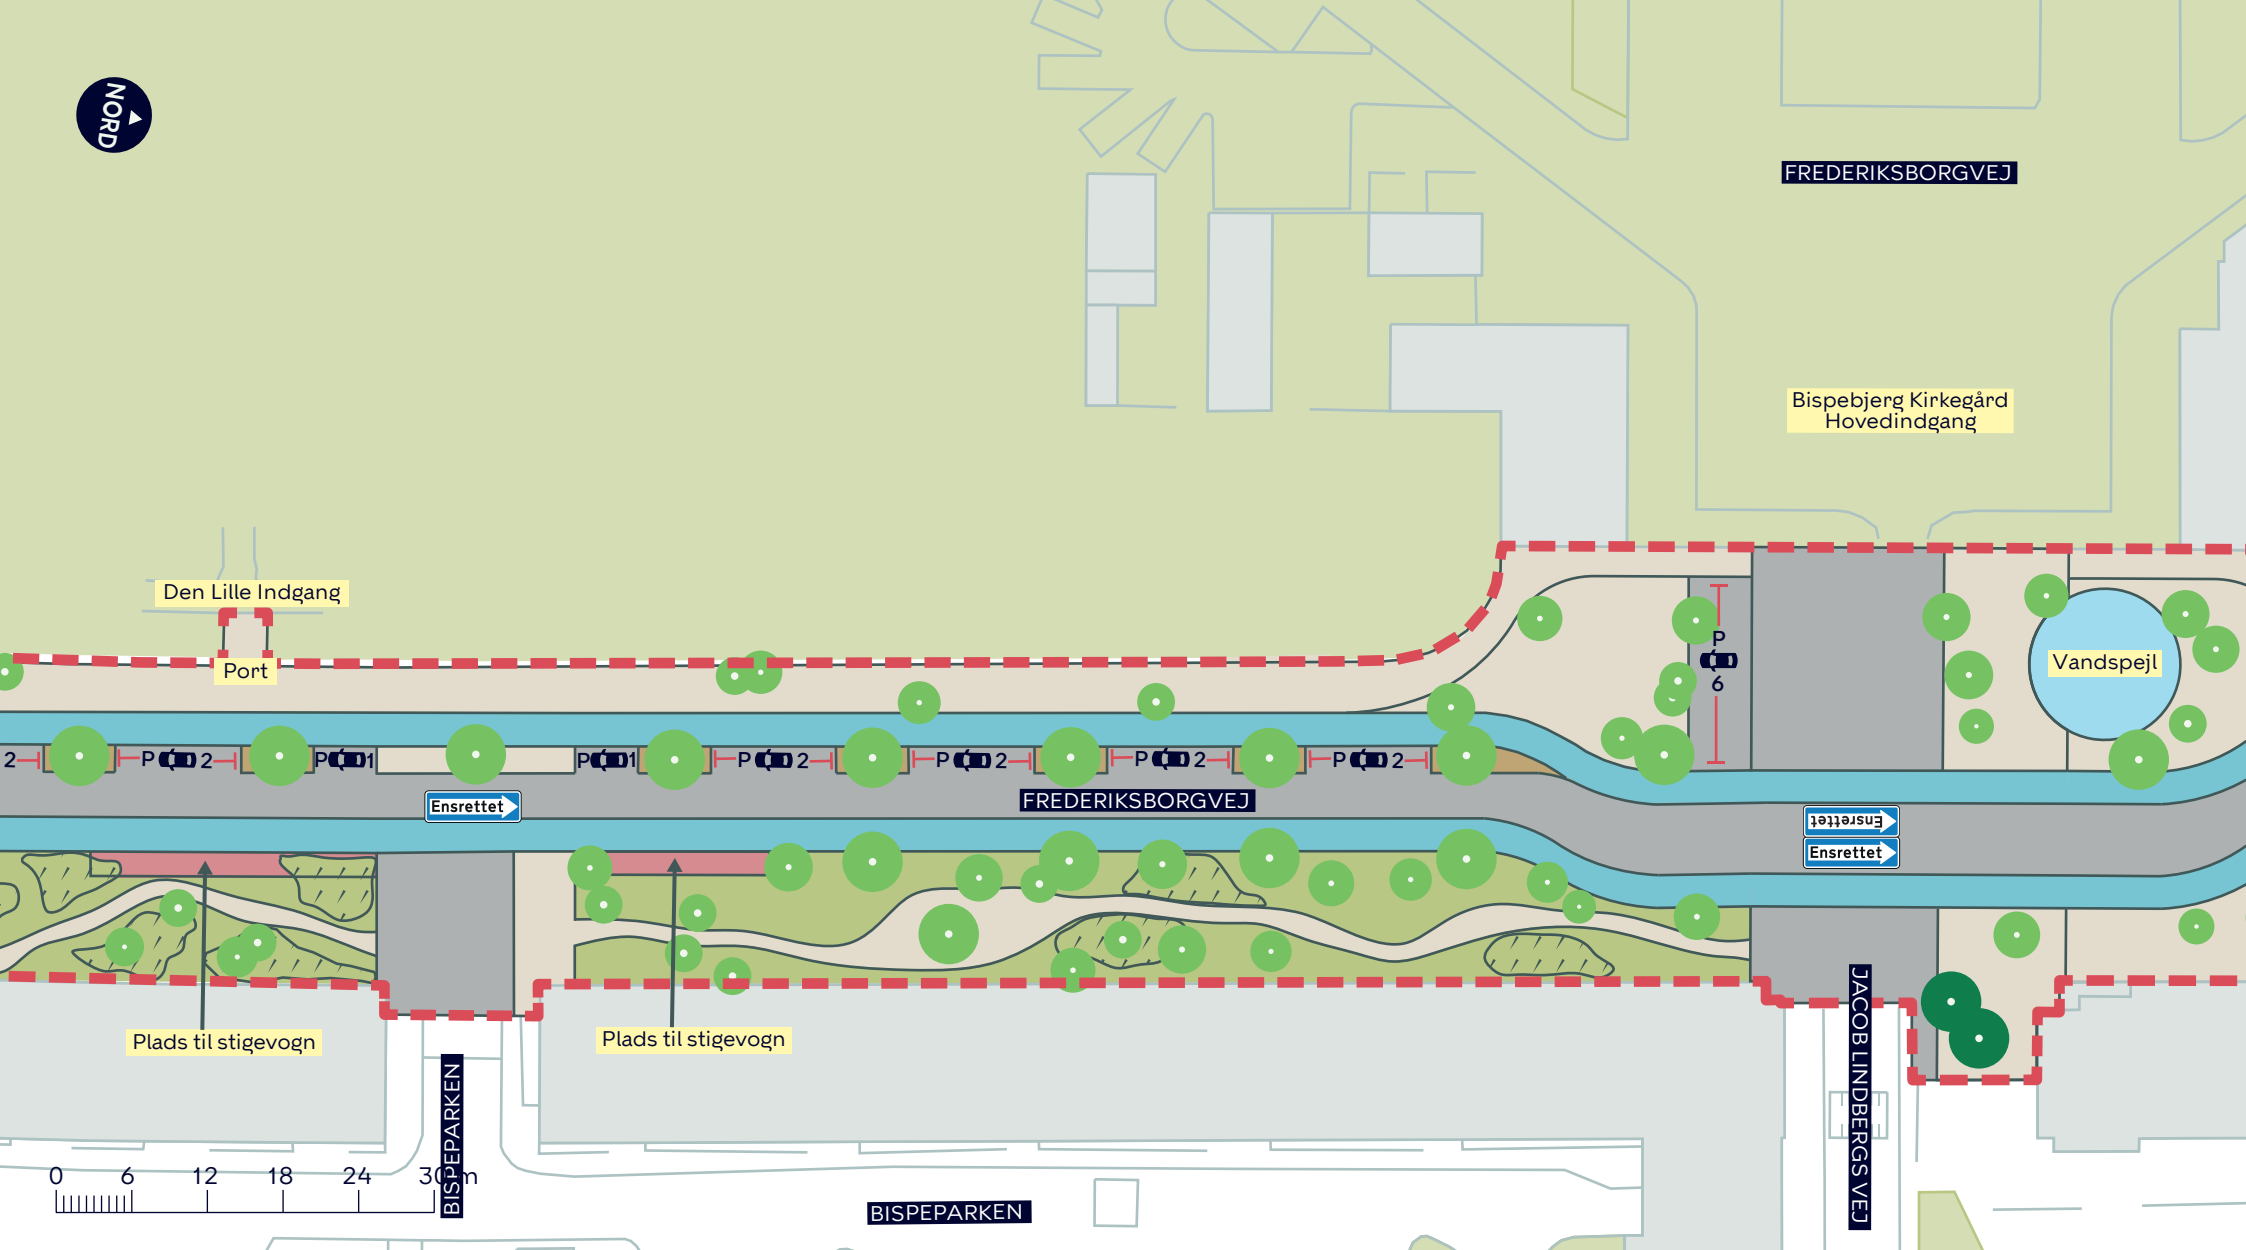 NORD
FREDERIKSBORGVEJ
Bispebjerg Kirkegård
Hovedindgang
Den Lille Indgang
Port
Vandspejl
P
6
2
P 2
P 1
P 1
P 2
P 2
P 2
P 2
Ensrettet
FREDERIKSBORGVEJ
Ensrettet
Ensrettet
Plads til stigevogn
Plads til stigevogn
BISPEPARKEN
JACOB LINDBERGS VEJ
0 6 12 18 24 30 m
BISPEPARKEN